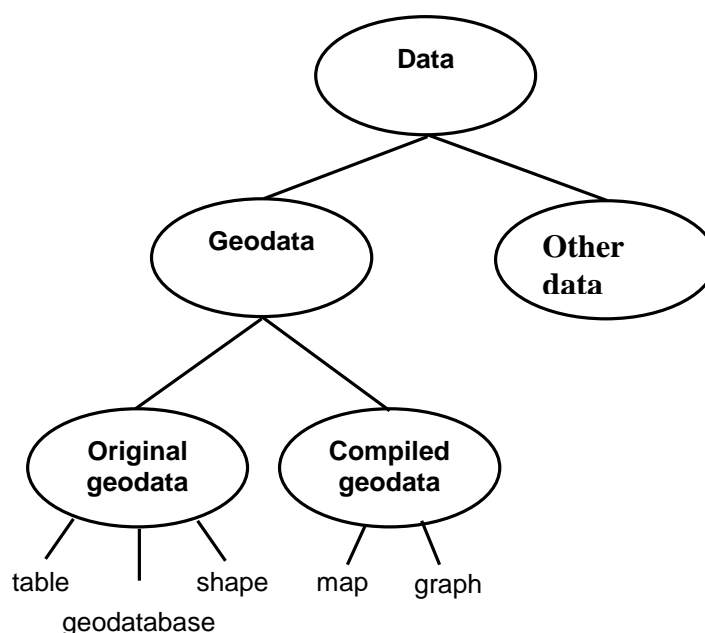 Data
Geodata
Other
data
Original
geodata
Compiled
geodata
table
shape
map
graph
geodatabase